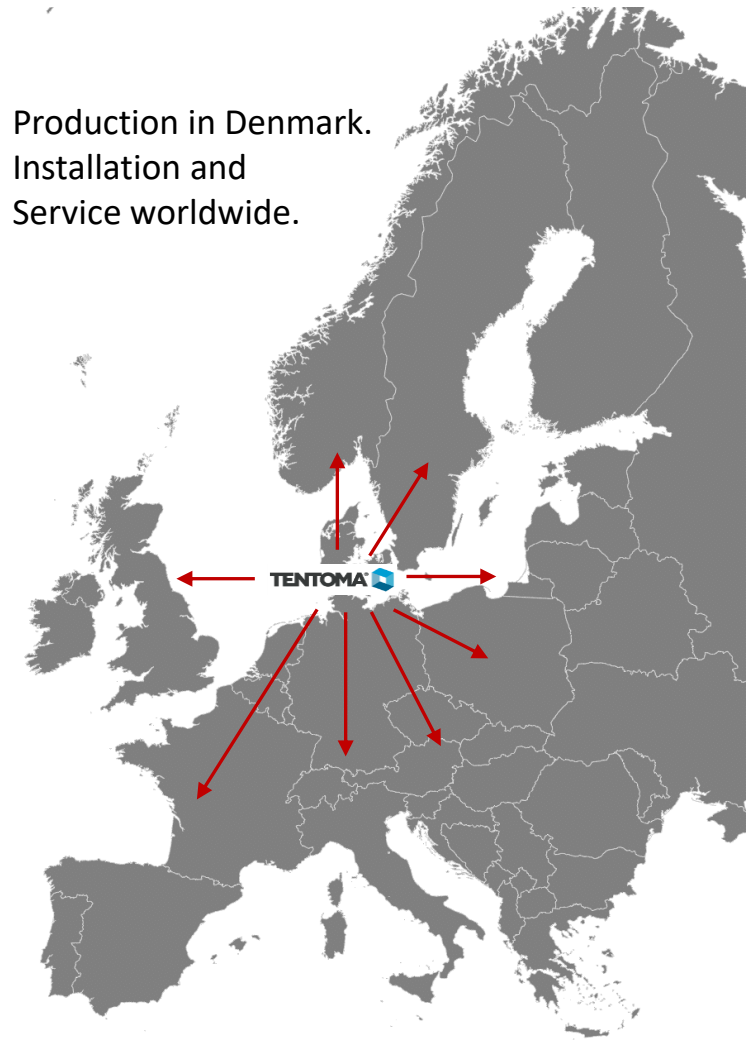 Production in Denmark.
Installation and
Service worldwide.
TENTOMA